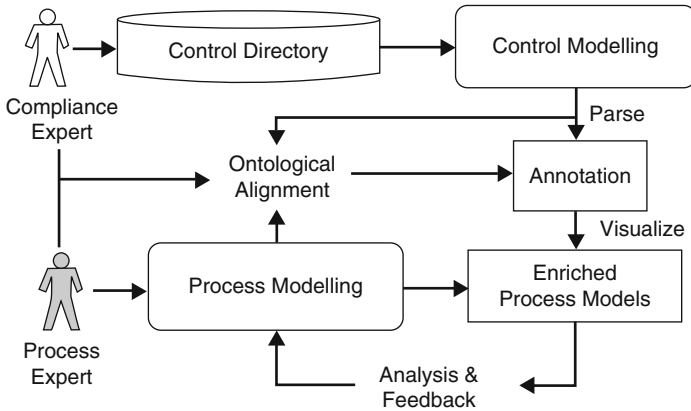 Control Directory
Control Modelling
Compliance
Expert
Parse
Ontological
Alignment
Annotation
Visualize
Process Modelling
Enriched
Process Models
Process
Expert
Analysis &
Feedback